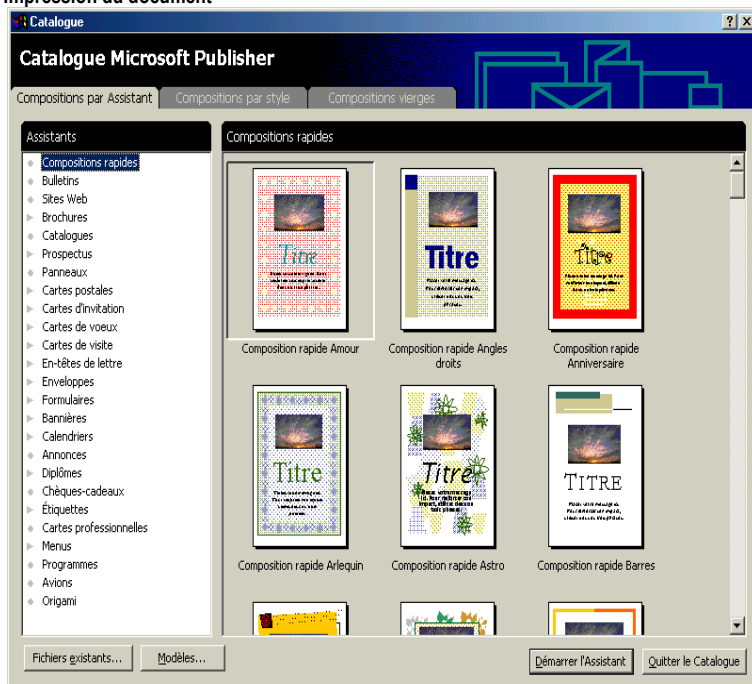 Impression du document
Catalogue
Catalogue Microsoft Publisher
Compositions par Assistant
Compositions par style
Compositions vierges
Assistants
Compositions rapides
Bulletins
Sites Web
Brochures
Catalogues
Prospectus
Panneaux
Cartes postales
Cartes d'invitation
Cartes de voeux
Cartes de visite
En-têtes de lettre
Enveloppes
Formulaires
Bannières
Calendriers
Annonces
Diplômes
Chèques-cadeaux
Étiquettes
Cartes professionnelles
Menus
Programmes
Avions
Origami
Compositions rapides
Titre
Composition rapide Amour
Titre
Composition rapide Angles
droits
Titre
Composition rapide
Anniversaire
Titre
Composition rapide Arlequin
Titre
Composition rapide Astro
TITRE
Composition rapide Barres
Fichiers existants...
Modèles...
Démarrer l'Assistant
Quitter le Catalogue